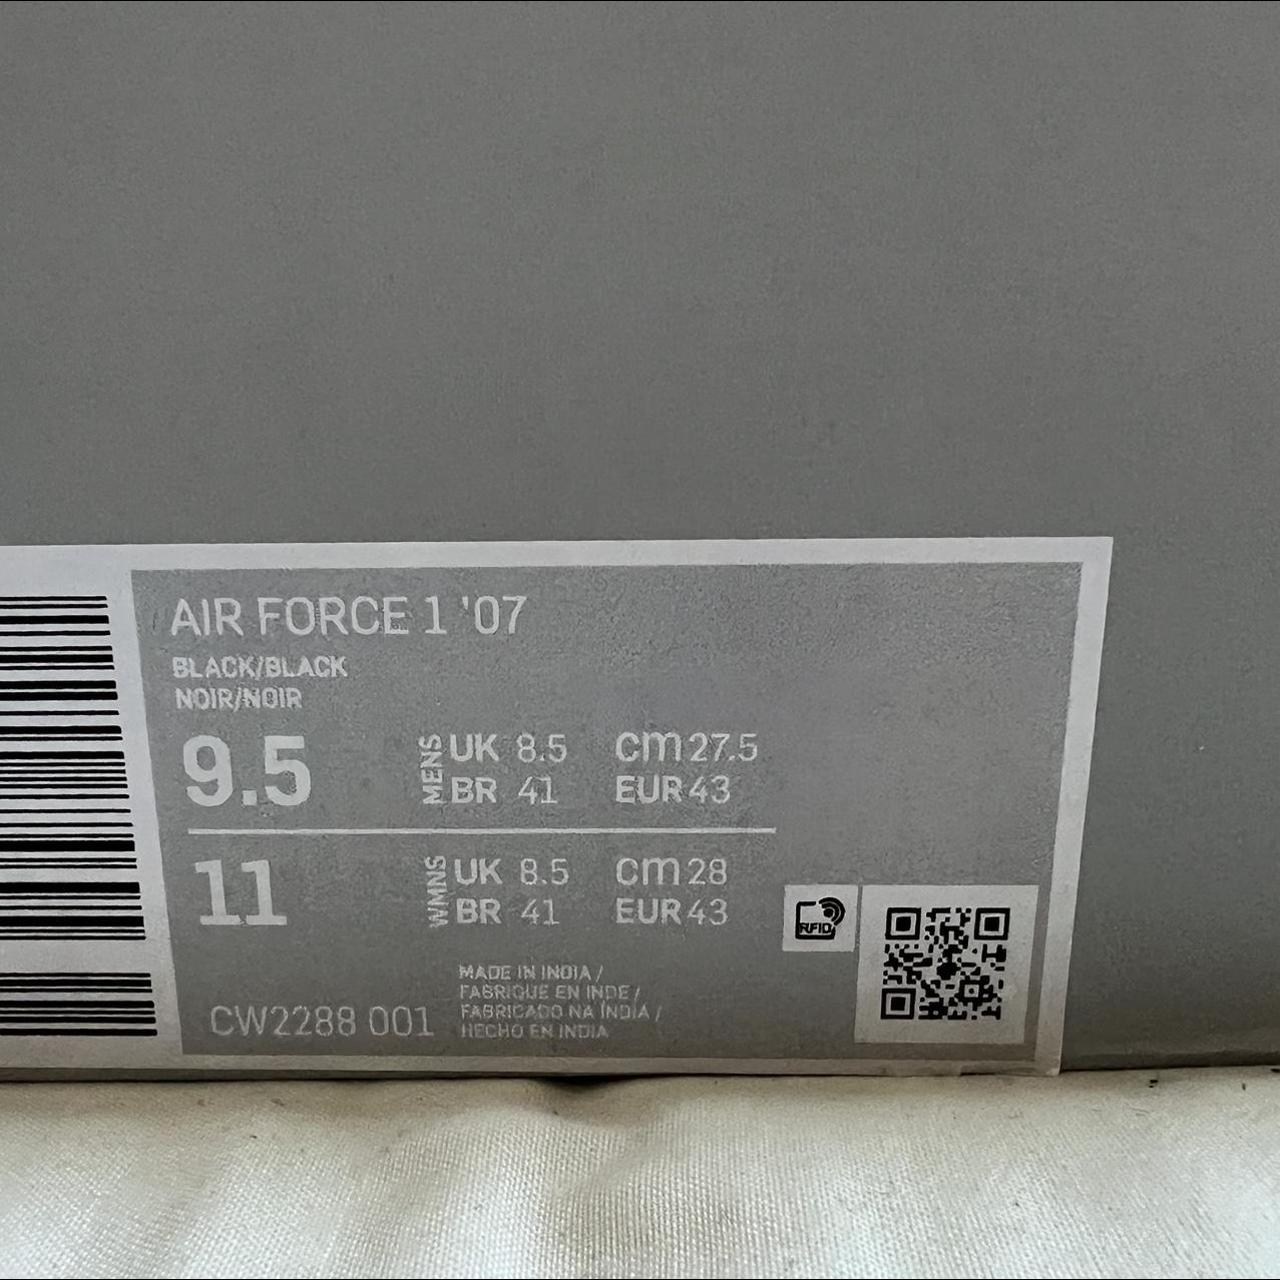 AIR FORCE 1 '07
BLACK/BLACK
NOIR/NOIR
9.5
MENS
UK 8.5 cm 27.5
BR 41 EUR 43
11
WMNS
UK 8.5 cm 28
BR 41 EUR 43
RFID
CW2288 001
MADE IN INDIA /
FABRIQUE EN INDE /
FABRICADO NA ÍNDIA /
HECHO EN INDIA